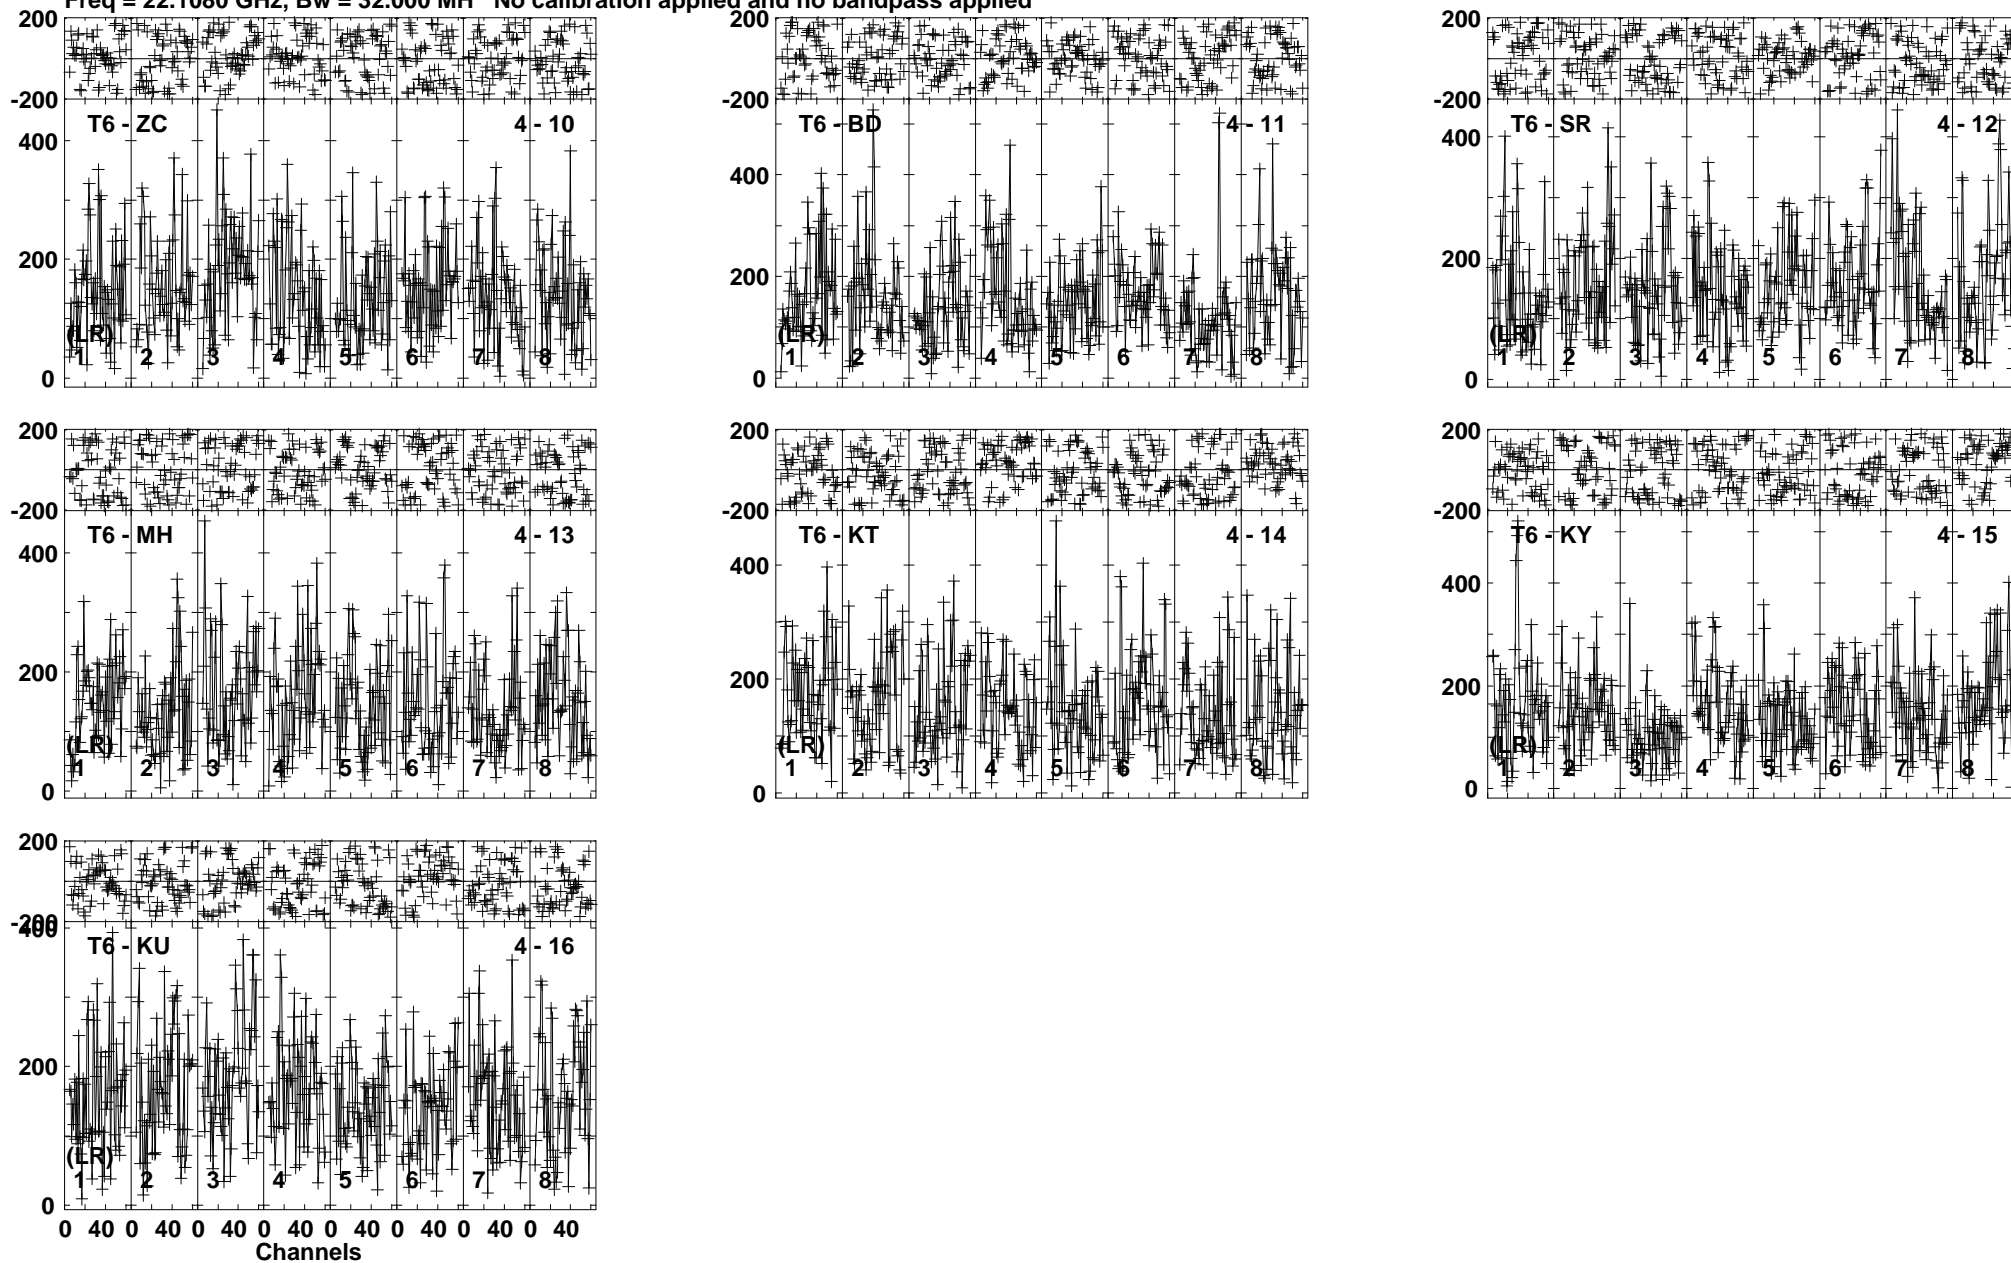 Freq = 22.1080 GHz, Bw = 32.000 MH No calibration applied and no bandpass applied
200 200 200
-200 -200 -200
T6 - ZC 4 - 10 T6 - BD 4 - 11 T6 - SR 4 - 12
400 400 400
200 200 200
(LR) (LR) (LR)
1 2 3 4 5 6 7 8 1 2 3 4 5 6 7 8 1 2 3 4 5 6 7 8
0 0 0
200 200 200
-200 -200 -200
T6 - MH 4 - 13 T6 - KT 4 - 14 T6 - KY 4 - 15
400 400 400
200 200 200
(LR) (LR) (LR)
1 2 3 4 5 6 7 8 1 2 3 4 5 6 7 8 1 2 3 4 5 6 7 8
0 0 0
200
-200
400
T6 - KU 4 - 16
200
(LR)
1 2 3 4 5 6 7 8
0
0 40 0 40 0 40 0 40 0 40 0 40 0 40 0 40
Channels